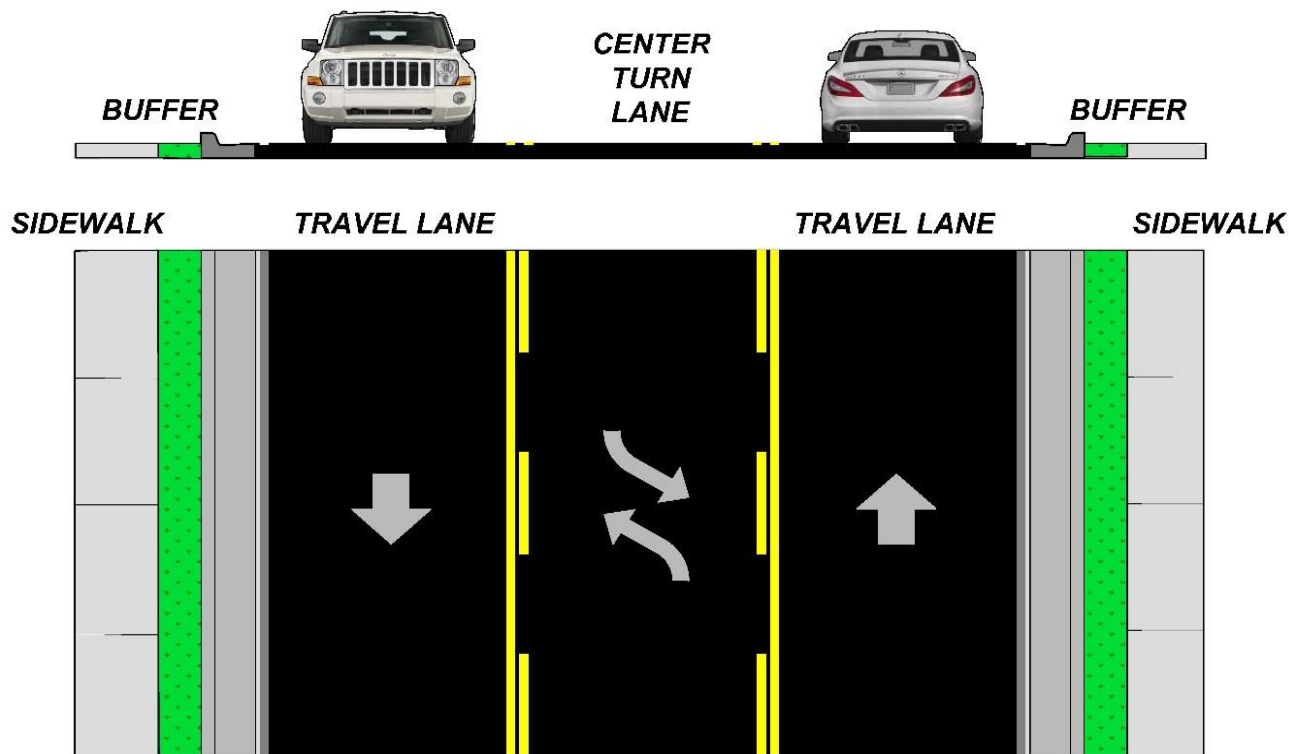 CENTER
TURN
LANE
BUFFER
BUFFER
SIDEWALK
TRAVEL LANE
TRAVEL LANE
SIDEWALK